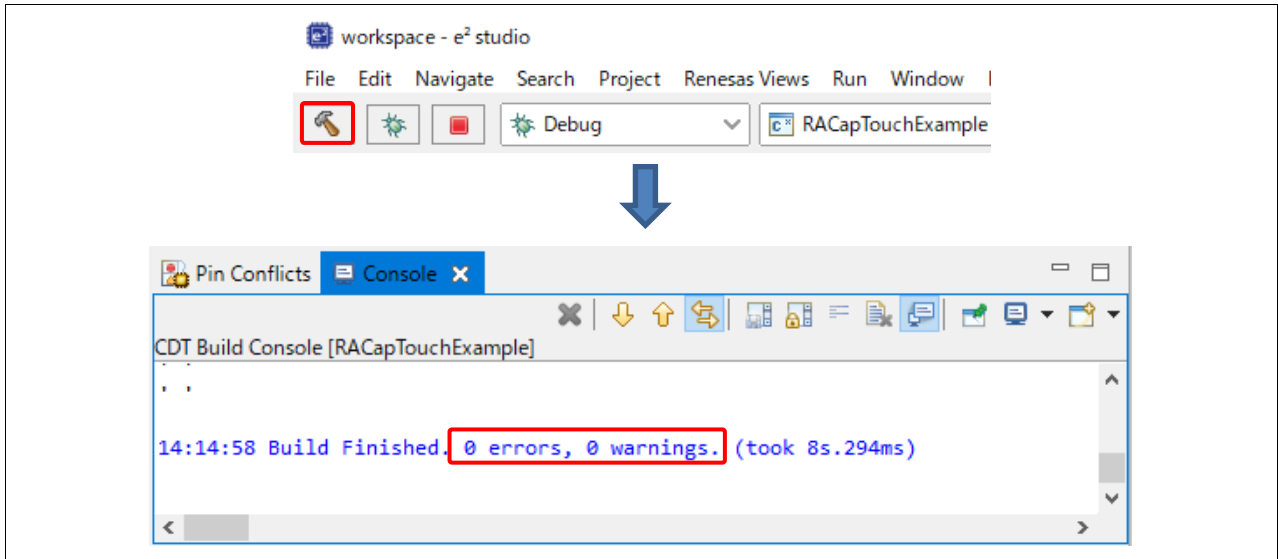 workspace - e² studio
File Edit Navigate Search Project Renesas Views Run Window
Debug RACapTouchExample
Pin Conflicts Console
CDT Build Console [RACapTouchExample]
14:14:58 Build Finished. 0 errors, 0 warnings. (took 8s.294ms)